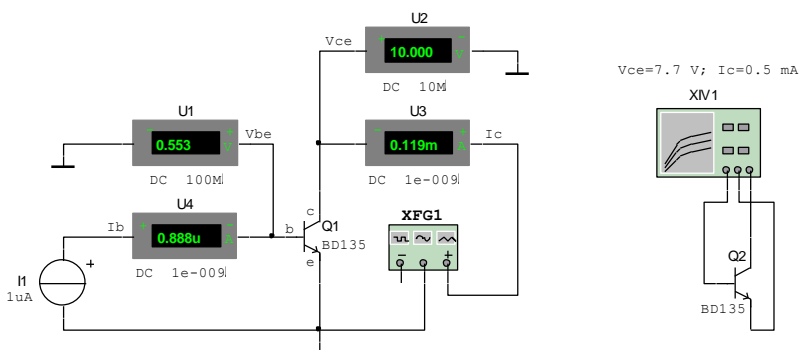 U2
Vce
10.000
V
DC 10M
Vce=7.7 V; Ic=0.5 mA
XIV1
U1
Vbe
0.553
V
DC 100M
U3
Ic
0.119m
A
DC 1e-009
U4
Ib
0.888u
A
DC 1e-009
c
b
e
Q1
BD135
XFG1
I1
1uA
Q2
BD135